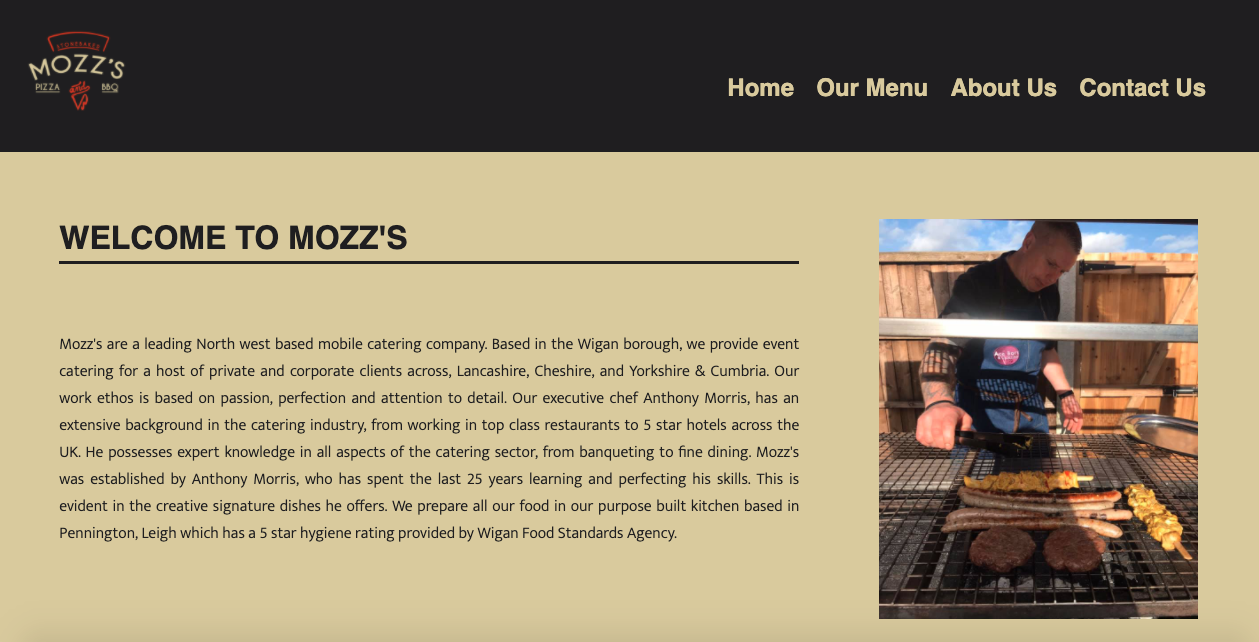 STONEBAKED
MOZZ'S
PIZZA and BBQ
Home Our Menu About Us Contact Us
WELCOME TO MOZZ'S
Mozz's are a leading North west based mobile catering company. Based in the Wigan borough, we provide event
catering for a host of private and corporate clients across, Lancashire, Cheshire, and Yorkshire & Cumbria. Our
work ethos is based on passion, perfection and attention to detail. Our executive chef Anthony Morris, has an
extensive background in the catering industry, from working in top class restaurants to 5 star hotels across the
UK. He possesses expert knowledge in all aspects of the catering sector, from banqueting to fine dining. Mozz's
was established by Anthony Morris, who has spent the last 25 years learning and perfecting his skills. This is
evident in the creative signature dishes he offers. We prepare all our food in our purpose built kitchen based in
Pennington, Leigh which has a 5 star hygiene rating provided by Wigan Food Standards Agency.